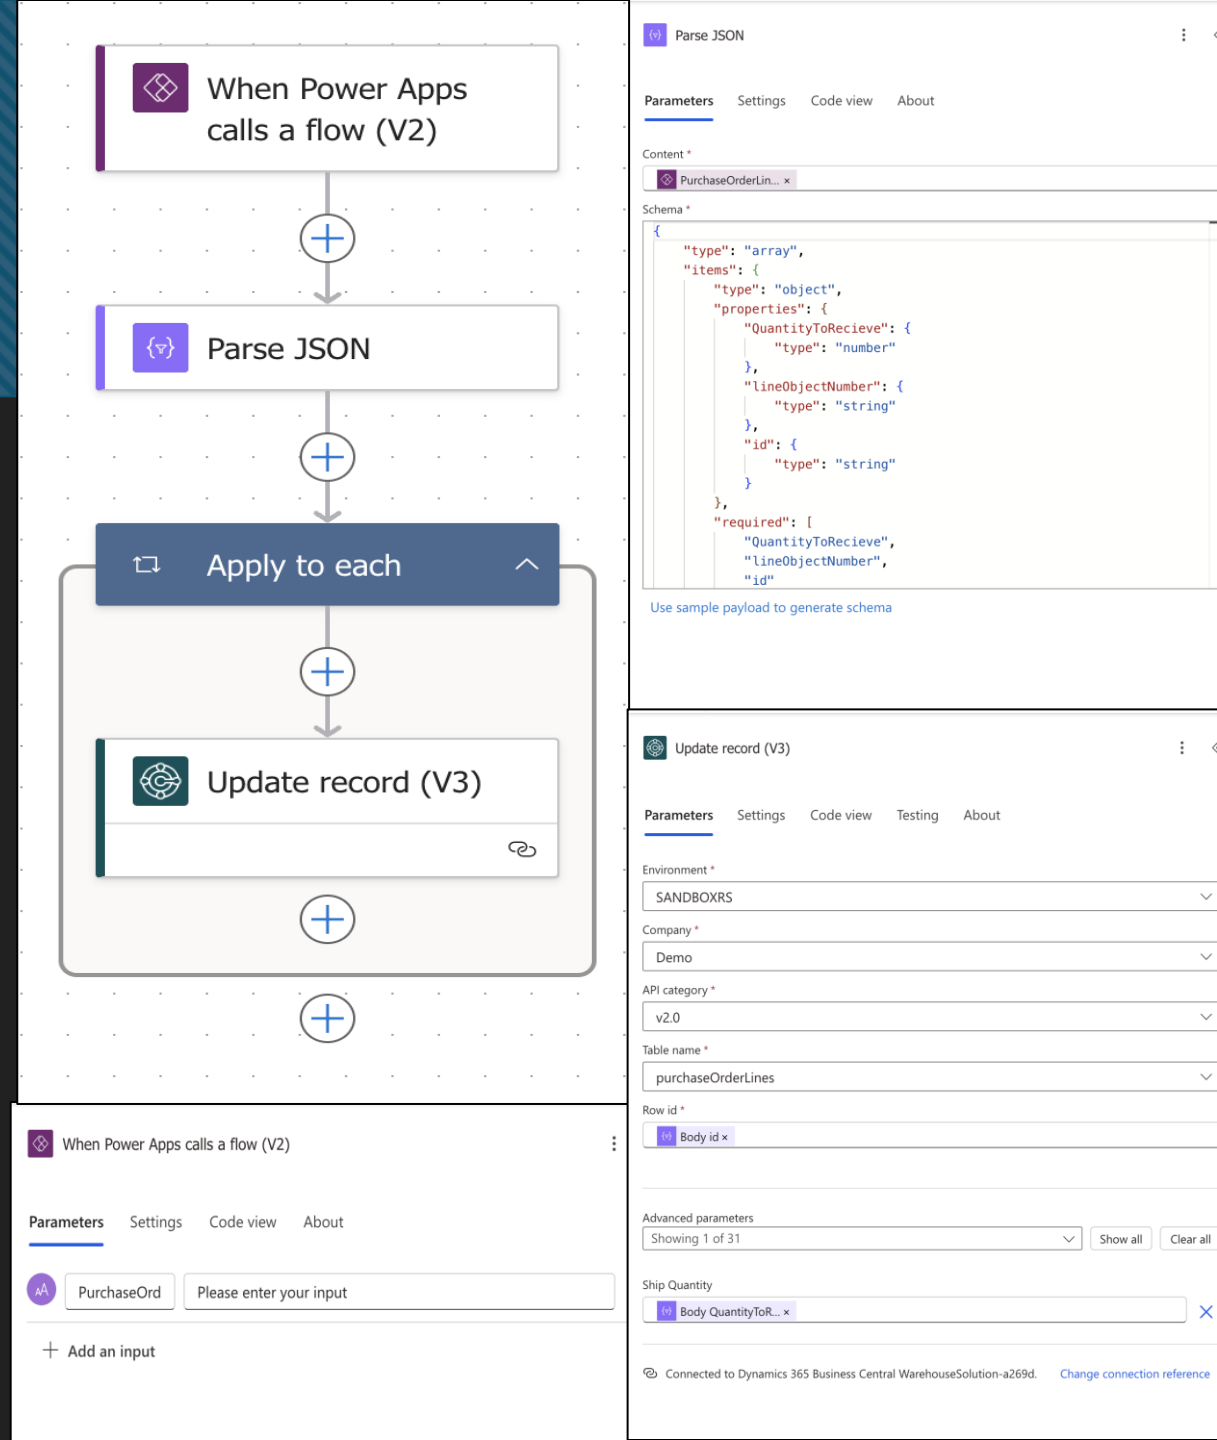 When Power Apps
calls a flow (V2)
Parse JSON
Apply to each
Update record (V3)
When Power Apps calls a flow (V2)
Parameters Settings Code view About
PurchaseOrd Please enter your input
Add an input
Parse JSON
Parameters Settings Code view About
Content *
PurchaseOrderLin... ×
Schema *
{
"type": "array",
"items": {
"type": "object",
"properties": {
"QuantityToRecieve": {
"type": "number"
},
"lineObjectNumber": {
"type": "string"
},
"id": {
"type": "string"
}
},
"required": [
"QuantityToRecieve",
"lineObjectNumber",
"id"
Use sample payload to generate schema
Update record (V3)
Parameters Settings Code view Testing About
Environment *
SANDBOXRS
Company *
Demo
API category *
v2.0
Table name *
purchaseOrderLines
Row id *
Body id ×
Advanced parameters
Showing 1 of 31 Show all Clear all
Ship Quantity
Body QuantityToR... ×
Connected to Dynamics 365 Business Central WarehouseSolution-a269d. Change connection reference